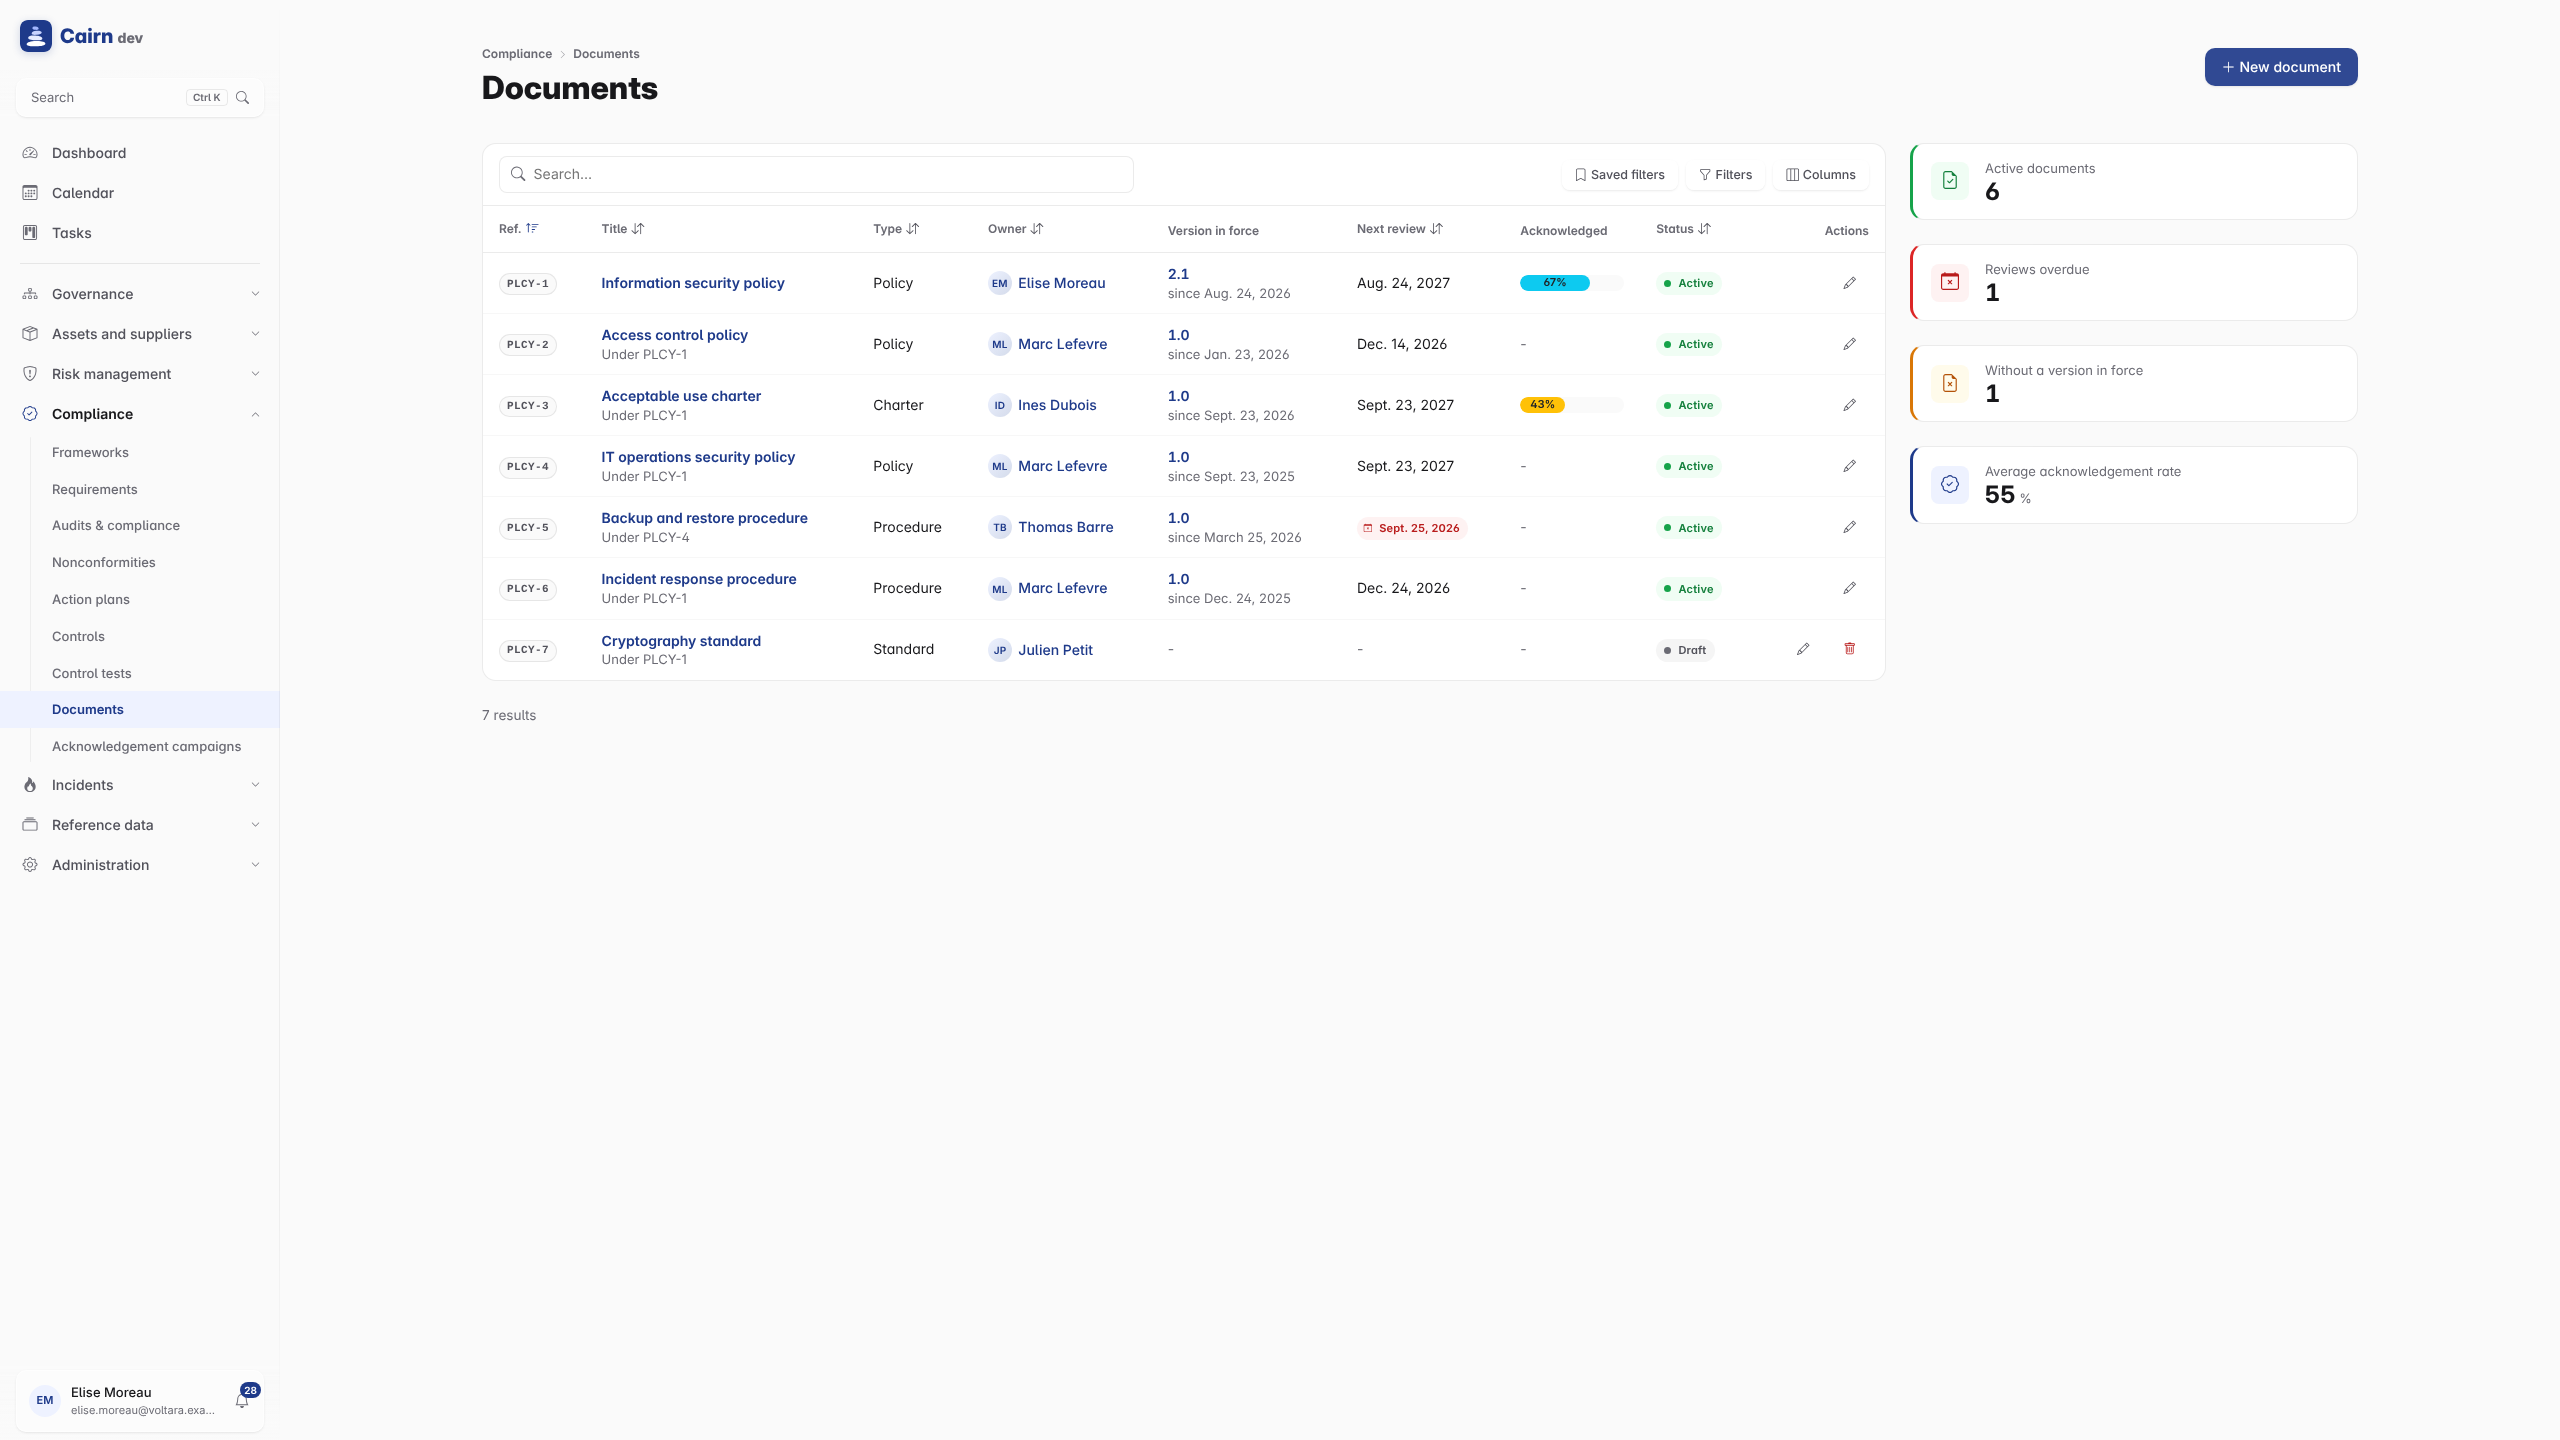 Cairn dev
Search Ctrl K
Dashboard
Calendar
Tasks
Governance
Assets and suppliers
Risk management
Compliance
Frameworks
Requirements
Audits & compliance
Nonconformities
Action plans
Controls
Control tests
Documents
Acknowledgement campaigns
Incidents
Reference data
Administration
EM Elise Moreau 28
elise.moreau@voltara.exa...
Compliance > Documents
Documents
+ New document
Search... Saved filters Filters Columns
Ref. Title Type Owner Version in force Next review Acknowledged Status Actions
PLCY-1 Information security policy Policy EM Elise Moreau 2.1 Aug. 24, 2027 67% Active
since Aug. 24, 2026
PLCY-2 Access control policy Policy ML Marc Lefevre 1.0 Dec. 14, 2026 - Active
Under PLCY-1 since Jan. 23, 2026
PLCY-3 Acceptable use charter Charter ID Ines Dubois 1.0 Sept. 23, 2027 43% Active
Under PLCY-1 since Sept. 23, 2026
PLCY-4 IT operations security policy Policy ML Marc Lefevre 1.0 Sept. 23, 2027 - Active
Under PLCY-1 since Sept. 23, 2025
PLCY-5 Backup and restore procedure Procedure TB Thomas Barre 1.0 Sept. 25, 2026 - Active
Under PLCY-4 since March 25, 2026
PLCY-6 Incident response procedure Procedure ML Marc Lefevre 1.0 Dec. 24, 2026 - Active
Under PLCY-1 since Dec. 24, 2025
PLCY-7 Cryptography standard Standard JP Julien Petit - - - Draft
Under PLCY-1
7 results
Active documents
6
Reviews overdue
1
Without a version in force
1
Average acknowledgement rate
55 %